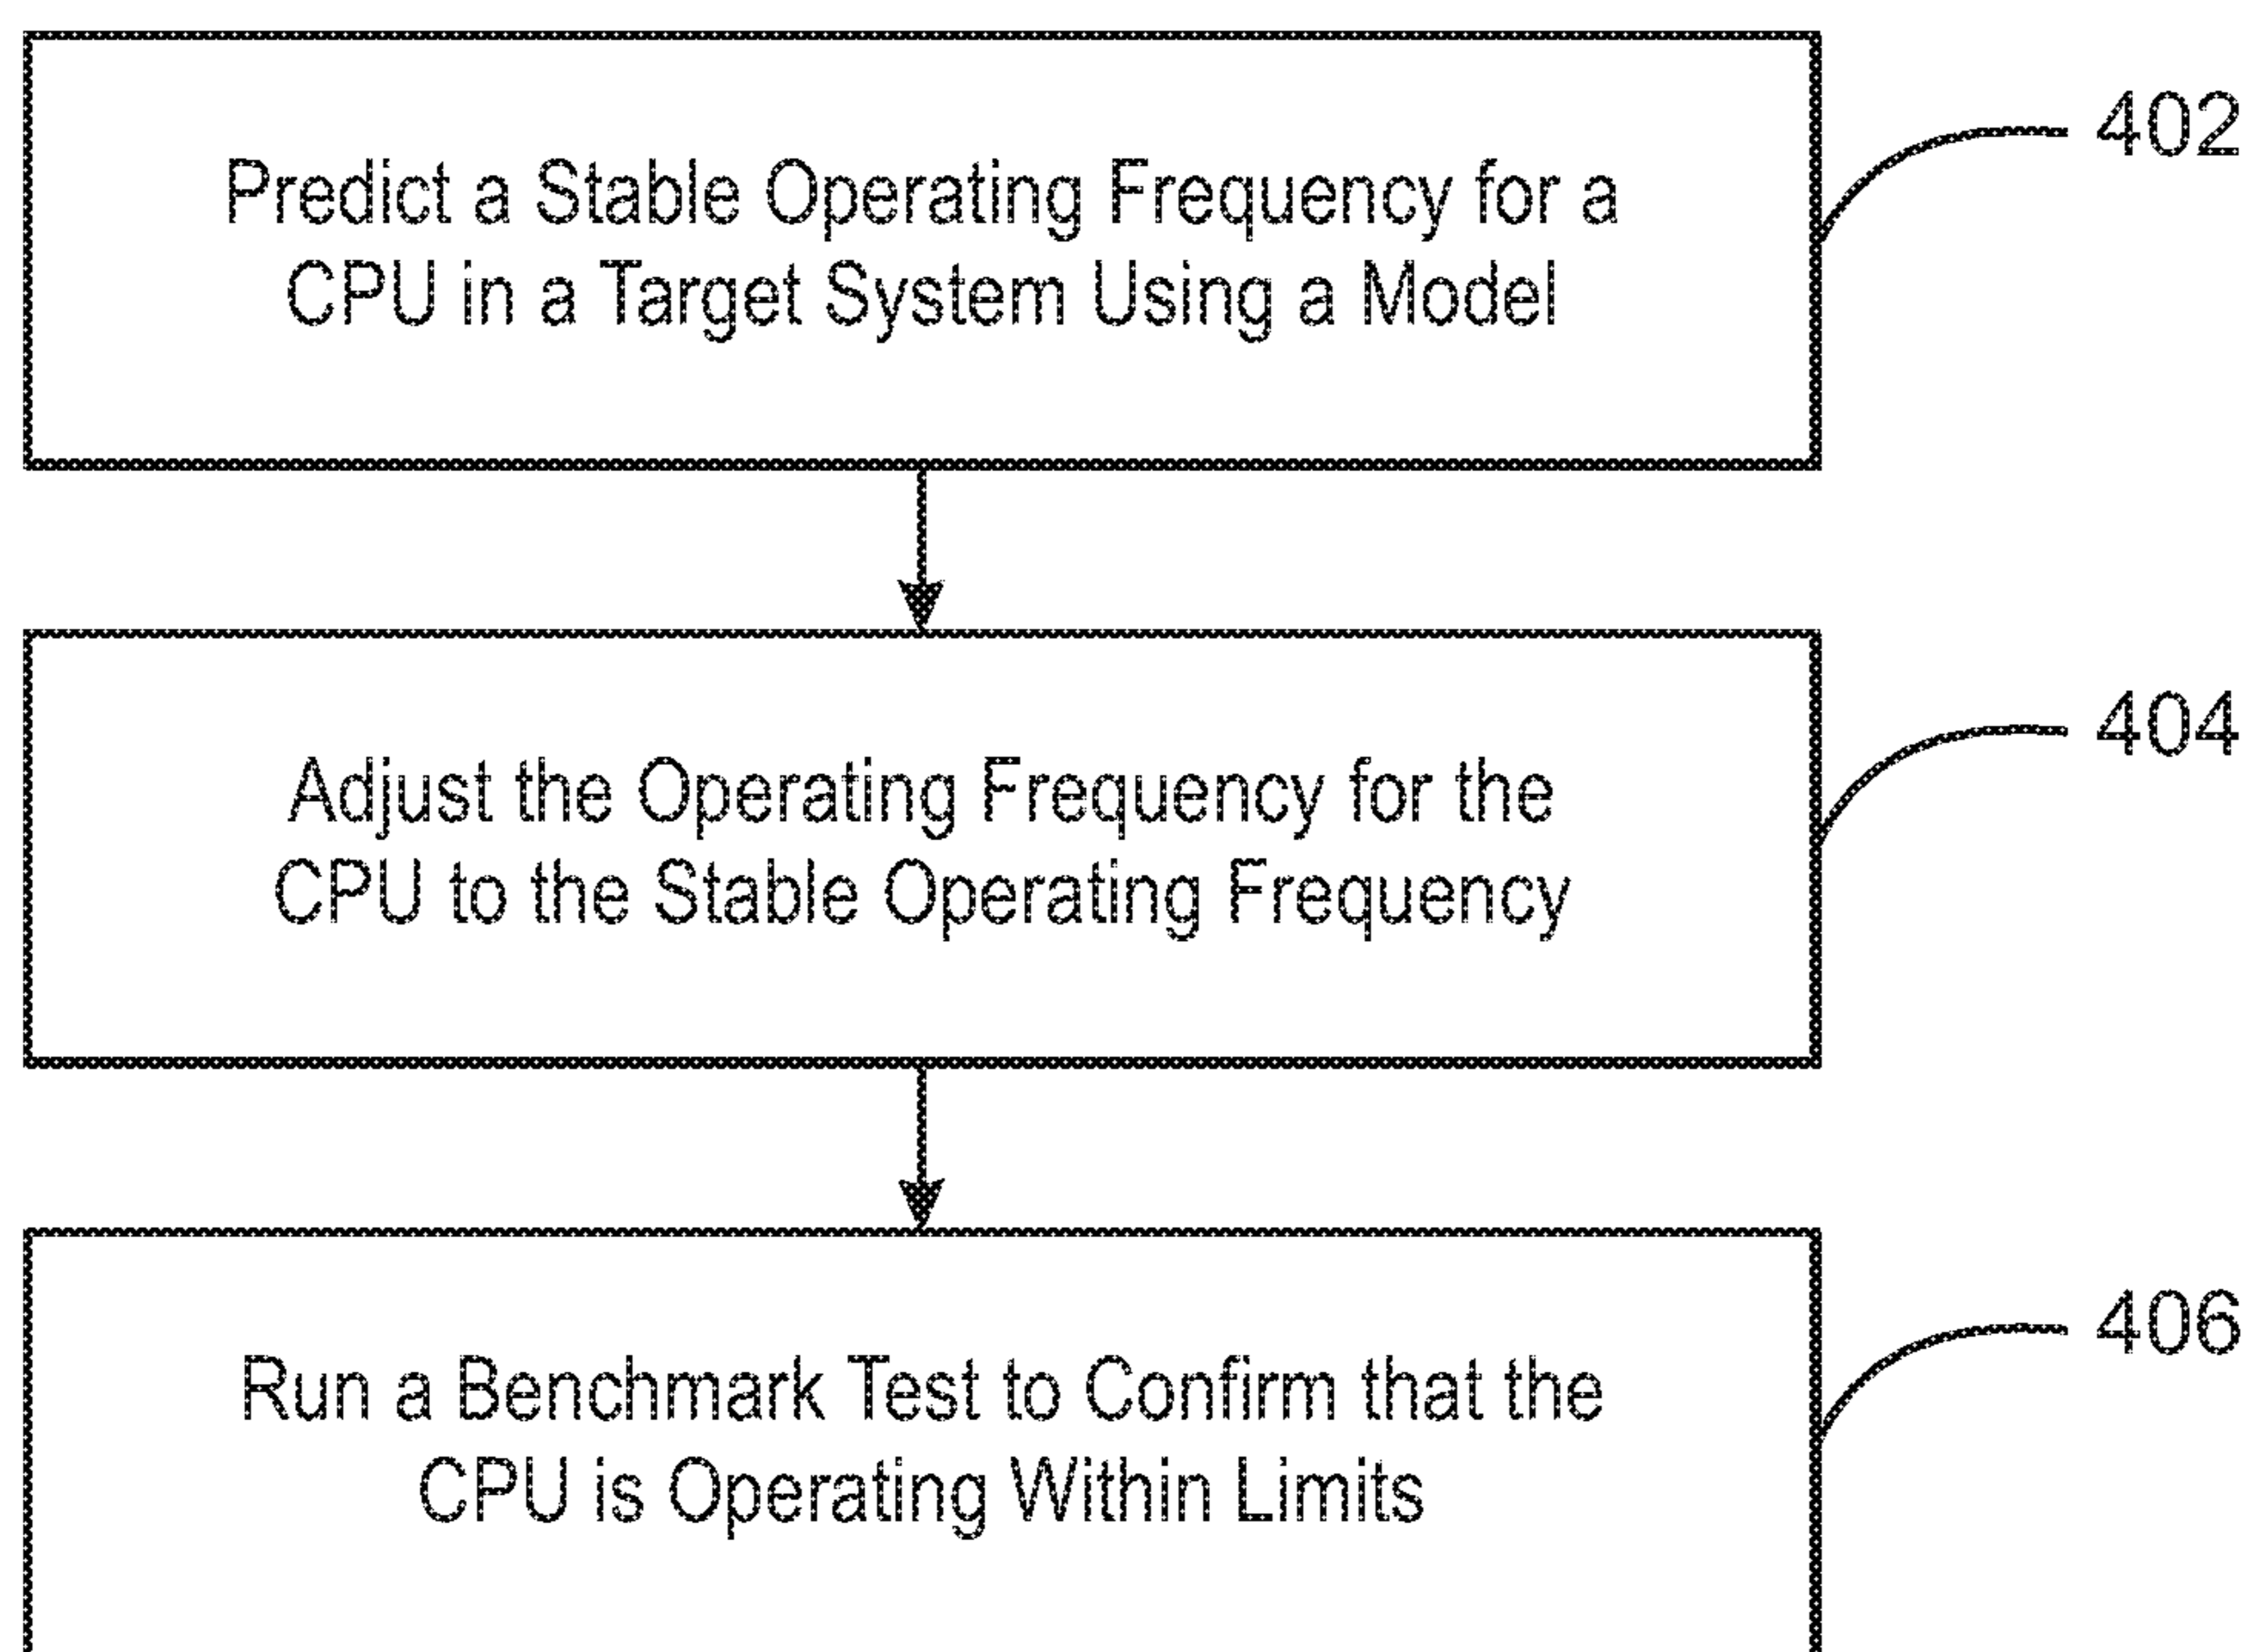 Predict a Stable Operating Frequency for a
CPU in a Target System Using a Model
402
Adjust the Operating Frequency for the
CPU to the Stable Operating Frequency
404
Run a Benchmark Test to Confirm that the
CPU is Operating Within Limits
406